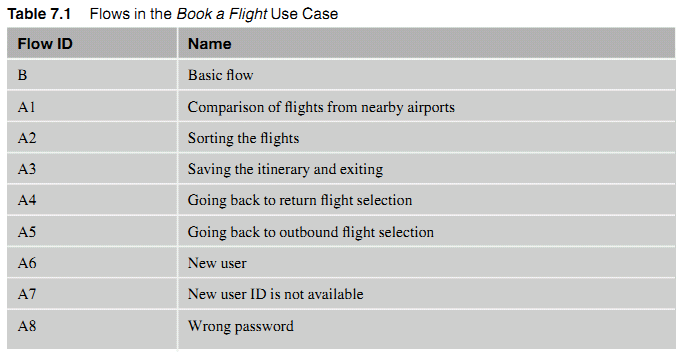 Table 7.1 Flows in the Book a Flight Use Case
Flow ID Name
B Basic flow
A1 Comparison of flights from nearby airports
A2 Sorting the flights
A3 Saving the itinerary and exiting
A4 Going back to return flight selection
A5 Going back to outbound flight selection
A6 New user
A7 New user ID is not available
A8 Wrong password